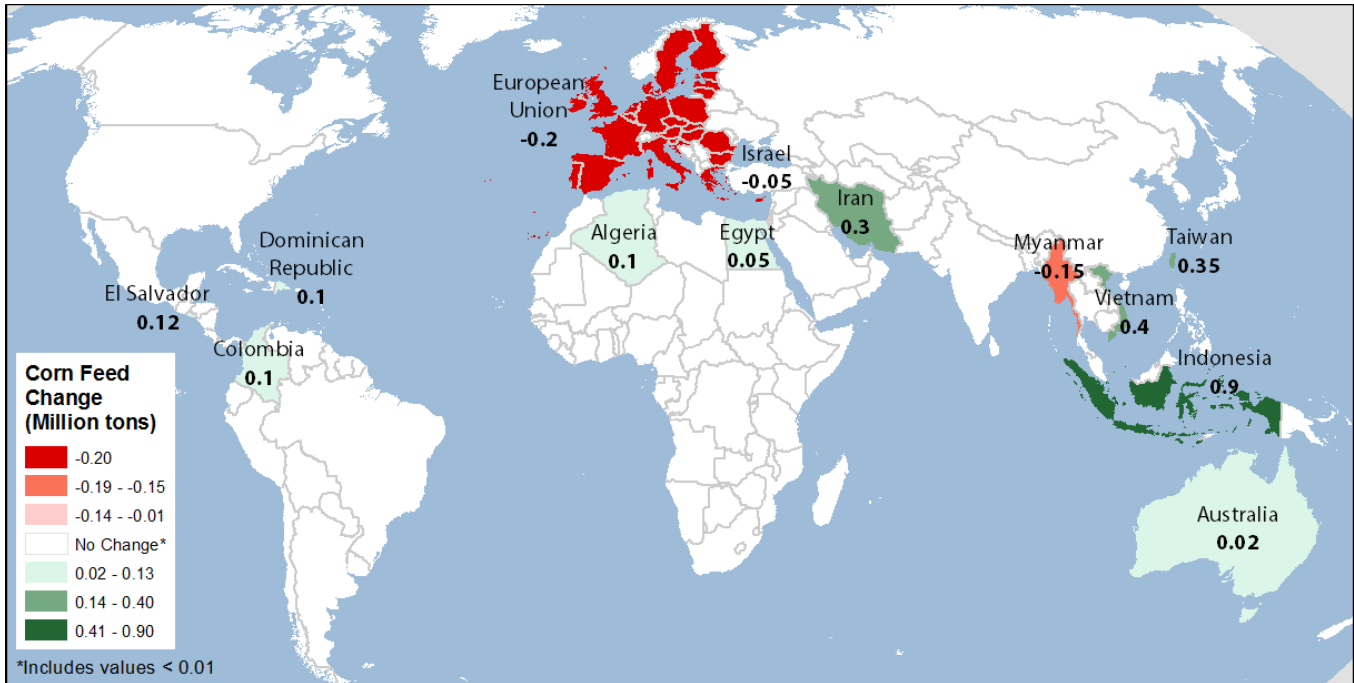 European
Union
-0.2
Israel
-0.05
Iran
0.3
Algeria
0.1
Egypt
0.05
Myanmar
-0.15
Taiwan
0.35
Vietnam
0.4
Indonesia
0.9
Australia
0.02
Dominican
Republic
0.1
El Salvador
0.12
Colombia
0.1
Corn Feed
Change
(Million tons)
-0.20
-0.19 - -0.15
-0.14 - -0.01
No Change*
0.02 - 0.13
0.14 - 0.40
0.41 - 0.90
*Includes values < 0.01